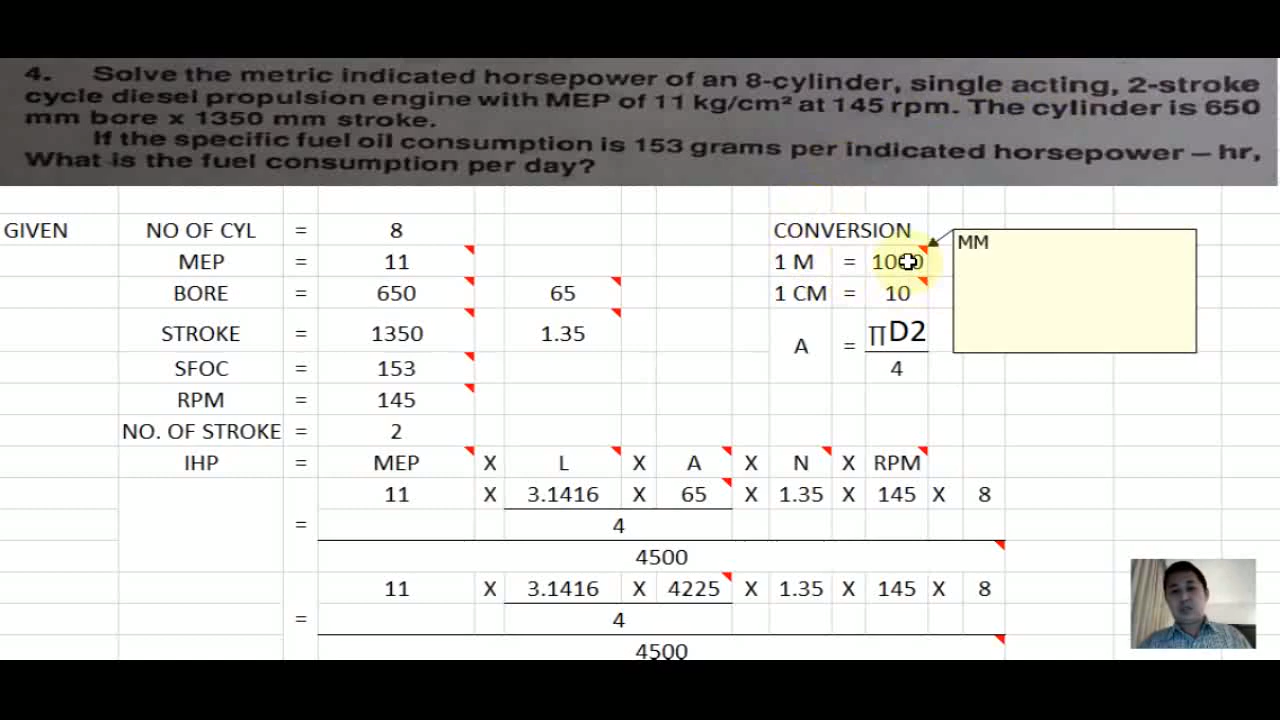 4. Solve the metric indicated horsepower of an 8-cylinder, single acting, 2-stroke
cycle diesel propulsion engine with MEP of 11 kg/cm² at 145 rpm. The cylinder is 650
mm bore x 1350 mm stroke.
If the specific fuel oil consumption is 153 grams per indicated horsepower – hr,
What is the fuel consumption per day?
GIVEN NO OF CYL = 8 CONVERSION MM
MEP = 11 1 M = 1000
BORE = 650 65 1 CM = 10
STROKE = 1350 1.35 A = ∏D2
SFOC = 153 4
RPM = 145
NO. OF STROKE = 2
IHP = MEP X L X A X N X RPM
11 X 3.1416 X 65 X 1.35 X 145 X 8
= 4
4500
11 X 3.1416 X 4225 X 1.35 X 145 X 8
= 4
4500